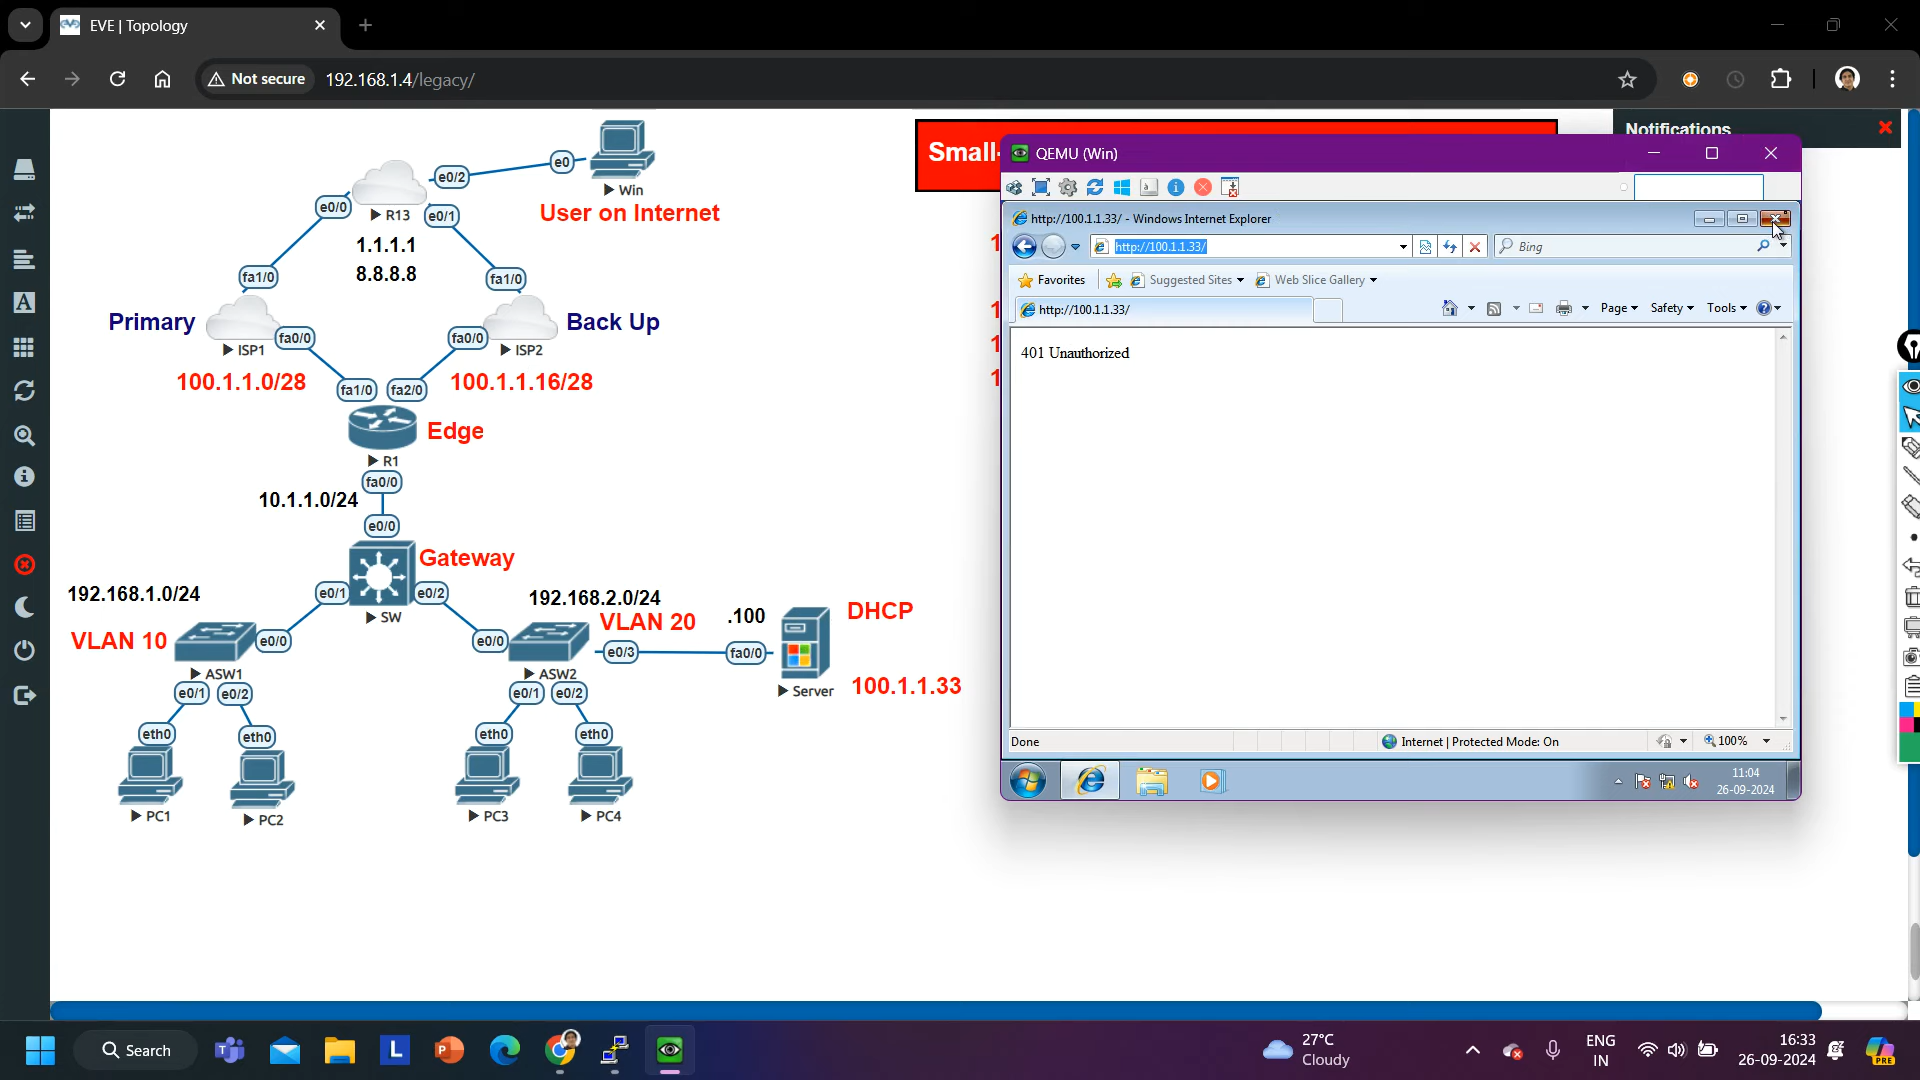 EVE | Topology
Not secure
192.168.1.4/legacy/
Small-
Notifications
e0/2
e0
Win
User on Internet
e0/0
R13
e0/1
1.1.1.1
8.8.8.8
fa1/0
fa1/0
Primary
ISP1
fa0/0
fa0/0
ISP2
Back Up
100.1.1.0/28
fa1/0
fa2/0
100.1.1.16/28
Edge
R1
fa0/0
10.1.1.0/24
e0/0
Gateway
192.168.1.0/24
e0/1
e0/2
SW
192.168.2.0/24
VLAN 10
e0/0
ASW1
e0/0
ASW2
VLAN 20
e0/3
.100
fa0/0
DHCP
Server
100.1.1.33
e0/1
e0/2
e0/1
e0/2
eth0
eth0
eth0
eth0
PC1
PC2
PC3
PC4
1
1
1
1
QEMU (Win)
http://100.1.1.33/ - Windows Internet Explorer
http://100.1.1.33/
Bing
Favorites
Suggested Sites
Web Slice Gallery
http://100.1.1.33/
Page
Safety
Tools
401 Unauthorized
Done
Internet | Protected Mode: On
100%
11:04
26-09-2024
Search
27°C
Cloudy
ENG
IN
16:33
26-09-2024
PRE